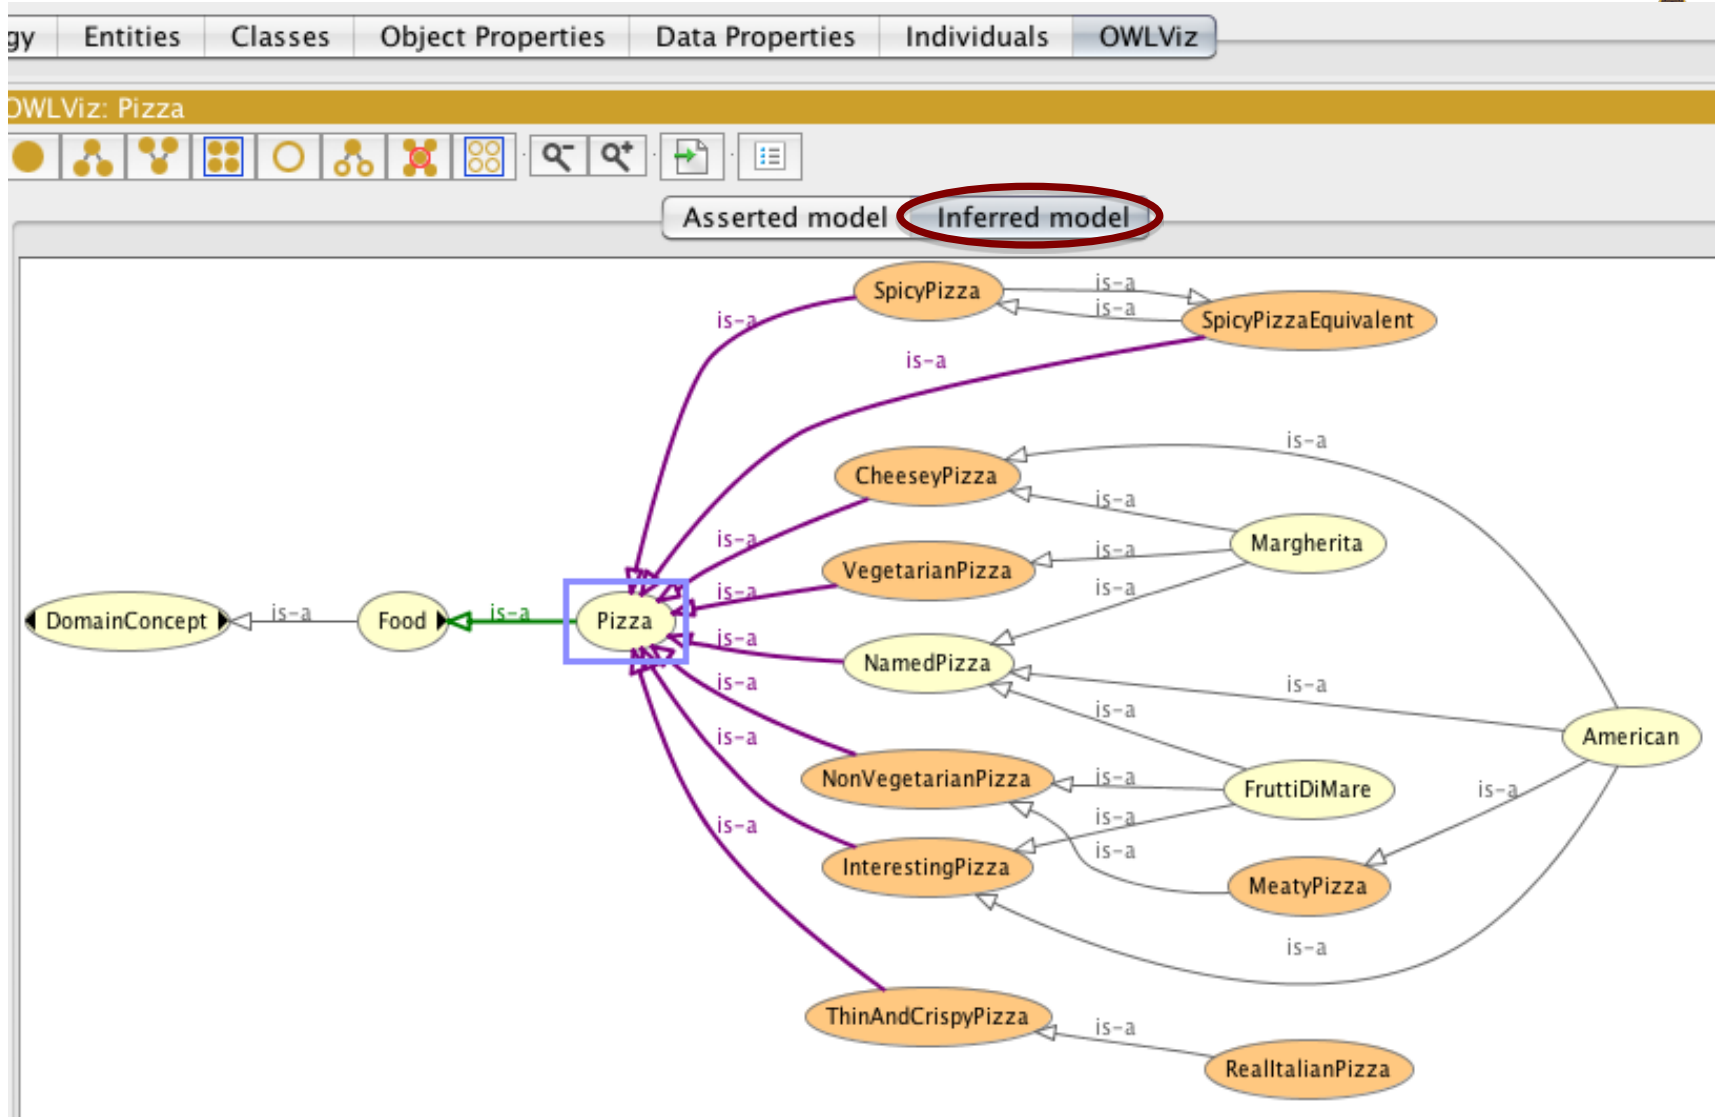 gy Entities Classes Object Properties Data Properties Individuals OWLViz
OWLViz: Pizza
Asserted model Inferred model
SpicyPizza
is-a
is-a
SpicyPizzaEquivalent
is-a
is-a
is-a
CheeseyPizza
is-a
Margherita
is-a
is-a
VegetarianPizza
is-a
is-a
DomainConcept
is-a
Food
is-a
Pizza
is-a
NamedPizza
is-a
is-a
is-a
is-a
American
NonVegetarianPizza
is-a
FruttiDiMare
is-a
is-a
is-a
is-a
InterestingPizza
MeatyPizza
is-a
ThinAndCrispyPizza
is-a
RealItalianPizza